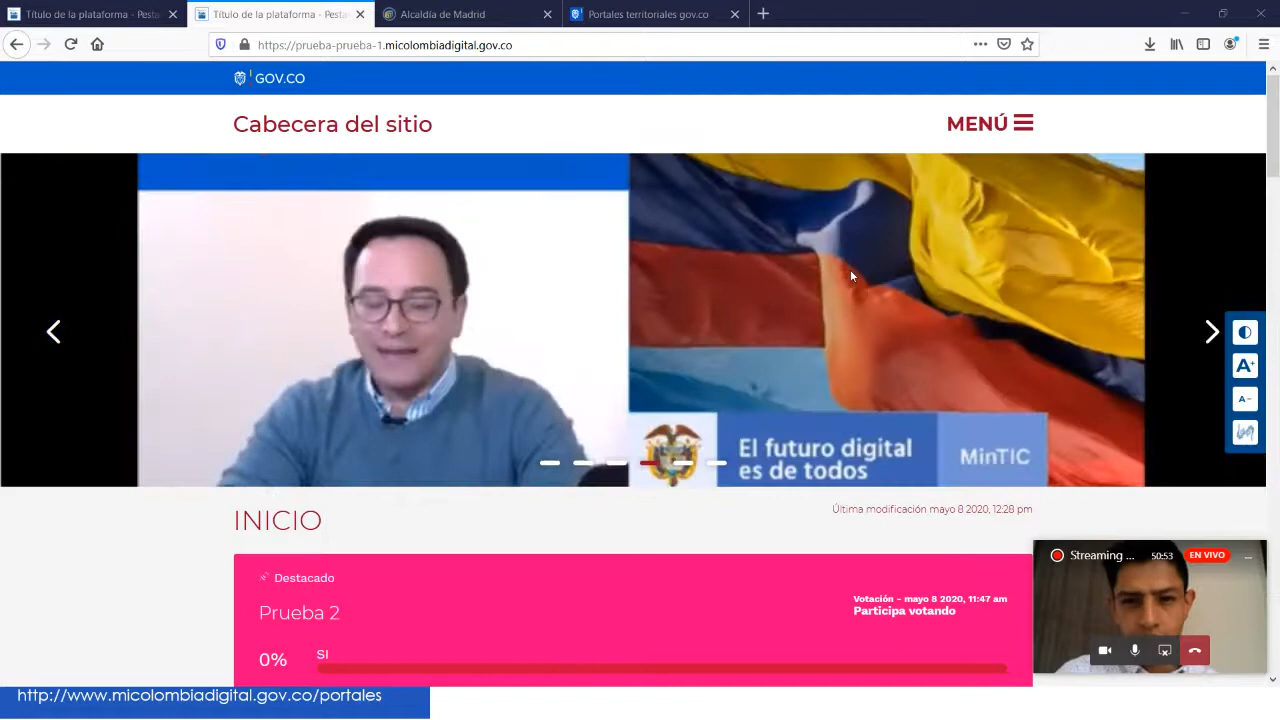 Título de la plataforma - Pesta
Título de la plataforma - Pesta
Alcaldía de Madrid
Portales territoriales gov.co
https://prueba-prueba-1.micolombiadigital.gov.co
GOV.CO
Cabecera del sitio
MENÚ
El futuro digital
es de todos
MinTIC
A+
A-
INICIO
Última modificación mayo 8 2020, 12:28 pm
Destacado
Prueba 2
Votación - mayo 8 2020, 11:47 am
Participa votando
0%
SI
Streaming ...
50:53
EN VIVO
http://www.micolombiadigital.gov.co/portales